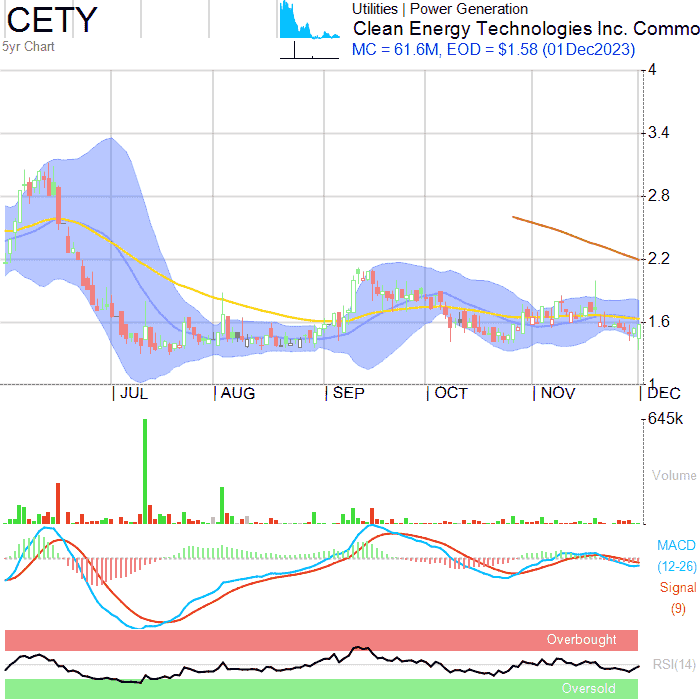 CETY
5yr Chart
Utilities | Power Generation
Clean Energy Technologies Inc. Commo
MC = 61.6M, EOD = $1.58 (01Dec2023)
4
3.4
2.8
2.2
1.6
1
JUL AUG SEP OCT NOV DEC
645k
Volume
MACD
(12-26)
Signal
(9)
Overbought
RSI(14)
Oversold